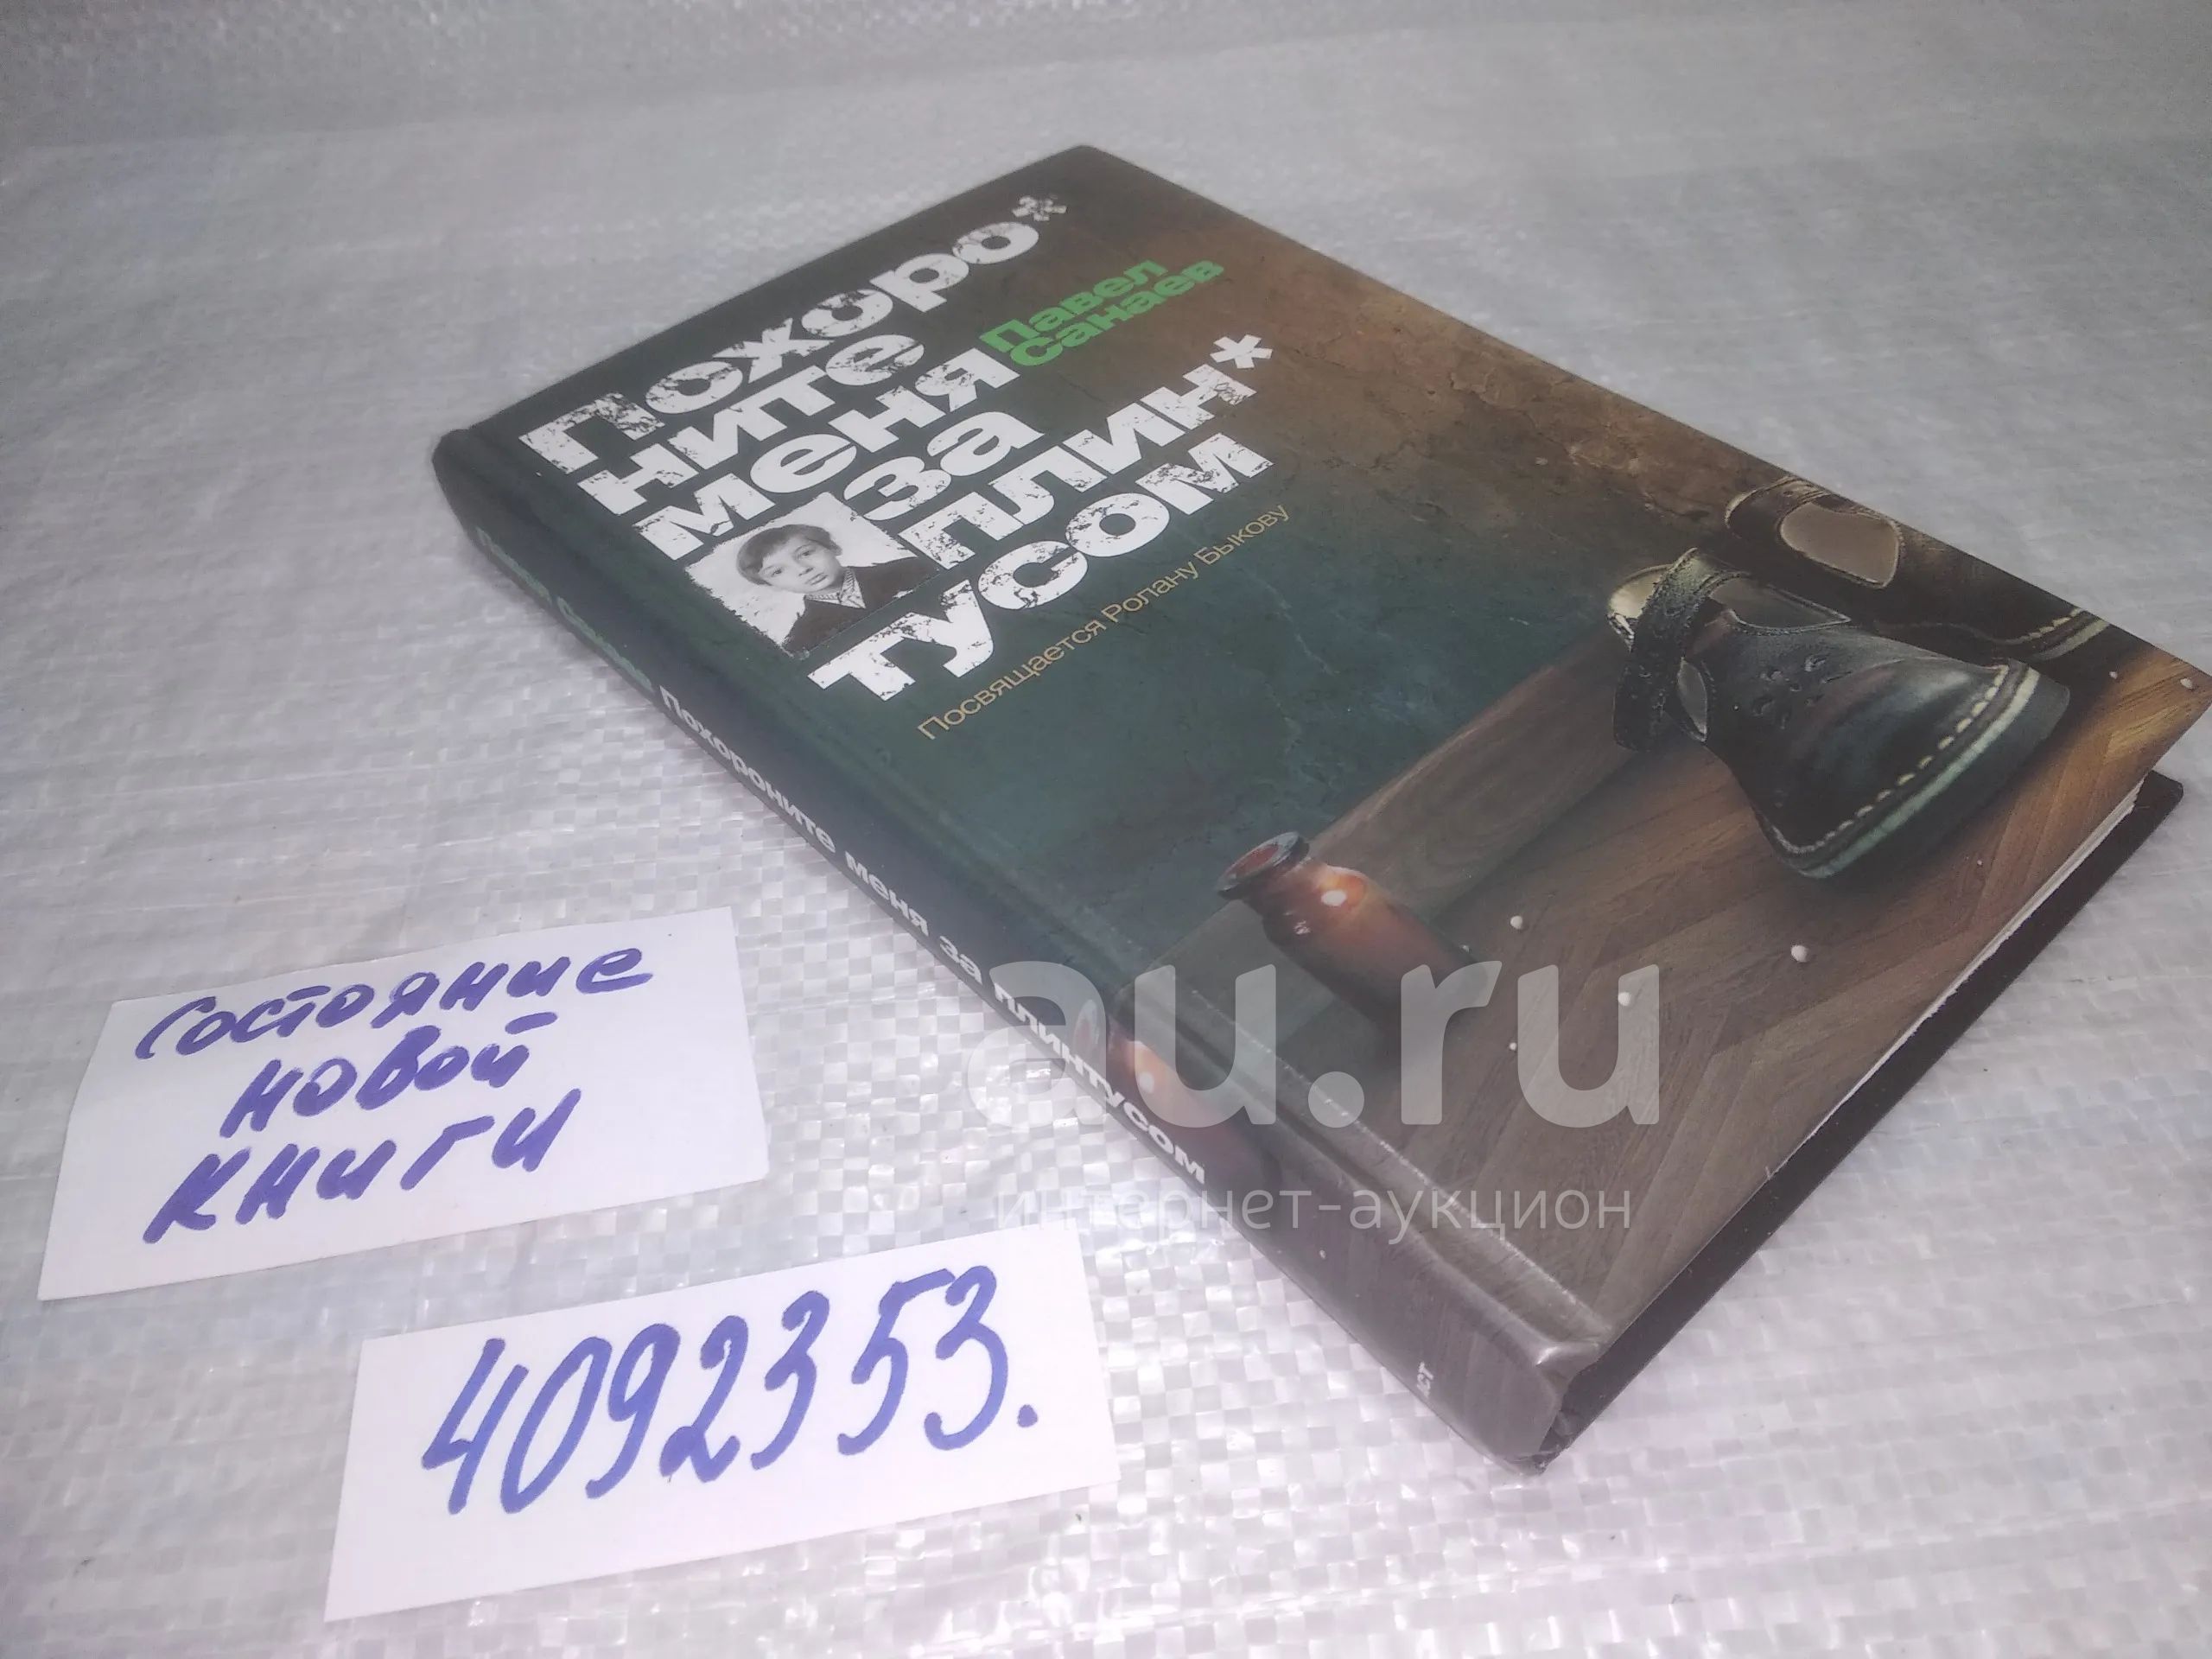 Похоро*
ните
меня
Павел
Санаев
за
плин*
тусом
Посвящается Ролану Быкову
Похороните меня за плинтусом
состояние
новой
книги
4092353.
au.ru
интернет-аукцион